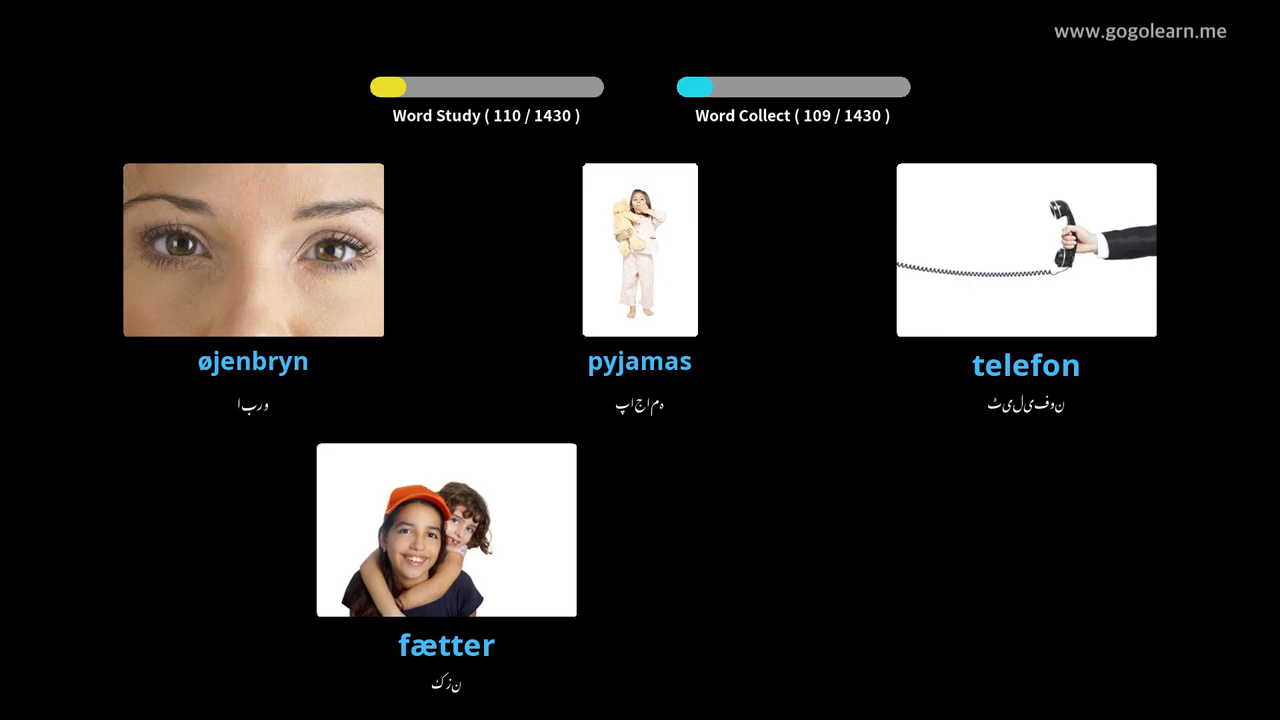 www.gogolearn.me
Word Study ( 110 / 1430 )
Word Collect ( 109 / 1430 )
øjenbryn
ابرو
pyjamas
پاجامہ
telefon
ٹیلیفون
fætter
کزن